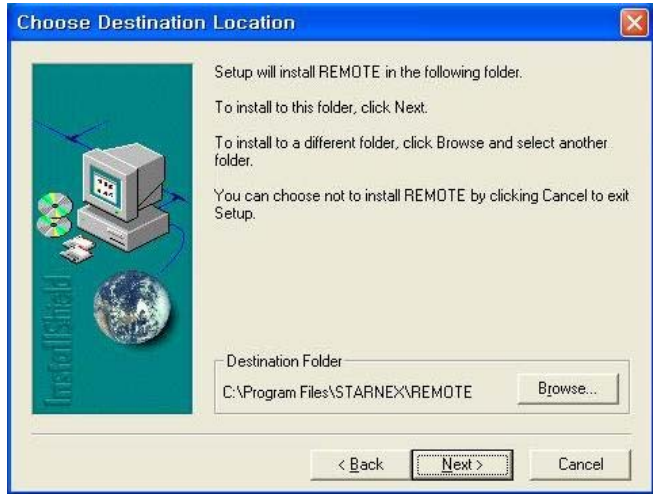 Choose Destination Location
Setup will install REMOTE in the following folder.
To install to this folder, click Next.
To install to a different folder, click Browse and select another
folder.
You can choose not to install REMOTE by clicking Cancel to exit
Setup.
InstallShield
Destination Folder
C:\Program Files\STARNEX\REMOTE
Browse...
< Back
Next >
Cancel